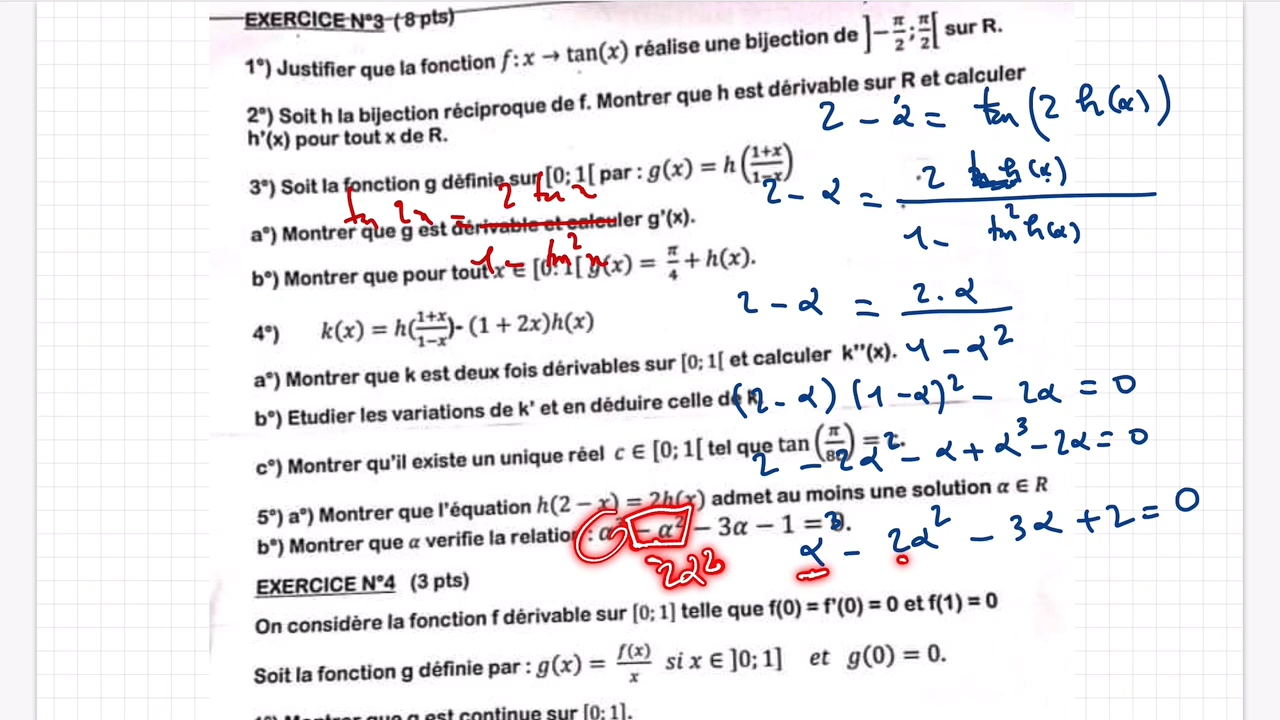 EXERCICE N°3 (8 pts)
1°) Justifier que la fonction f: x → tan(x) réalise une bijection de ]−π/2 ; π/2[ sur R.
2°) Soit h la bijection réciproque de f. Montrer que h est dérivable sur R et calculer
h'(x) pour tout x de R.
2 − α = tan(2 h(α))
3°) Soit la fonction g définie sur [0; 1[ par : g(x) = h((1+x)/(1−x))
tan 2x = 2 tan x / 1 − tan² x
2 − α = 2 h(α) / 1 − tan² h(α)
a°) Montrer que g est dérivable et calculer g'(x).
b°) Montrer que pour tout x ∈ [0; 1[ g(x) = π/4 + h(x).
2 − α = 2 . α / 1 − α²
4°) k(x) = h((1+x)/(1−x)) - (1 + 2x)h(x)
a°) Montrer que k est deux fois dérivables sur [0; 1[ et calculer k''(x).
b°) Etudier les variations de k' et en déduire celle de k
(2 − α) (1 − α)² − 2α = 0
c°) Montrer qu'il existe un unique réel c ∈ [0; 1[ tel que tan (π/8) =
2 − 2α² − α + α³ − 2α = 0
5°) a°) Montrer que l'équation h(2 − x) = 2h(x) admet au moins une solution α ∈ R
b°) Montrer que α verifie la relation : α − α² − 3α − 1 = 0.
α³ − 2α² − 3α + 2 = 0
2α²
EXERCICE N°4 (3 pts)
On considère la fonction f dérivable sur [0; 1] telle que f(0) = f'(0) = 0 et f(1) = 0
Soit la fonction g définie par : g(x) = f(x)/x si x ∈ ]0; 1] et g(0) = 0.
1°) Montrer que g est continue sur [0; 1].